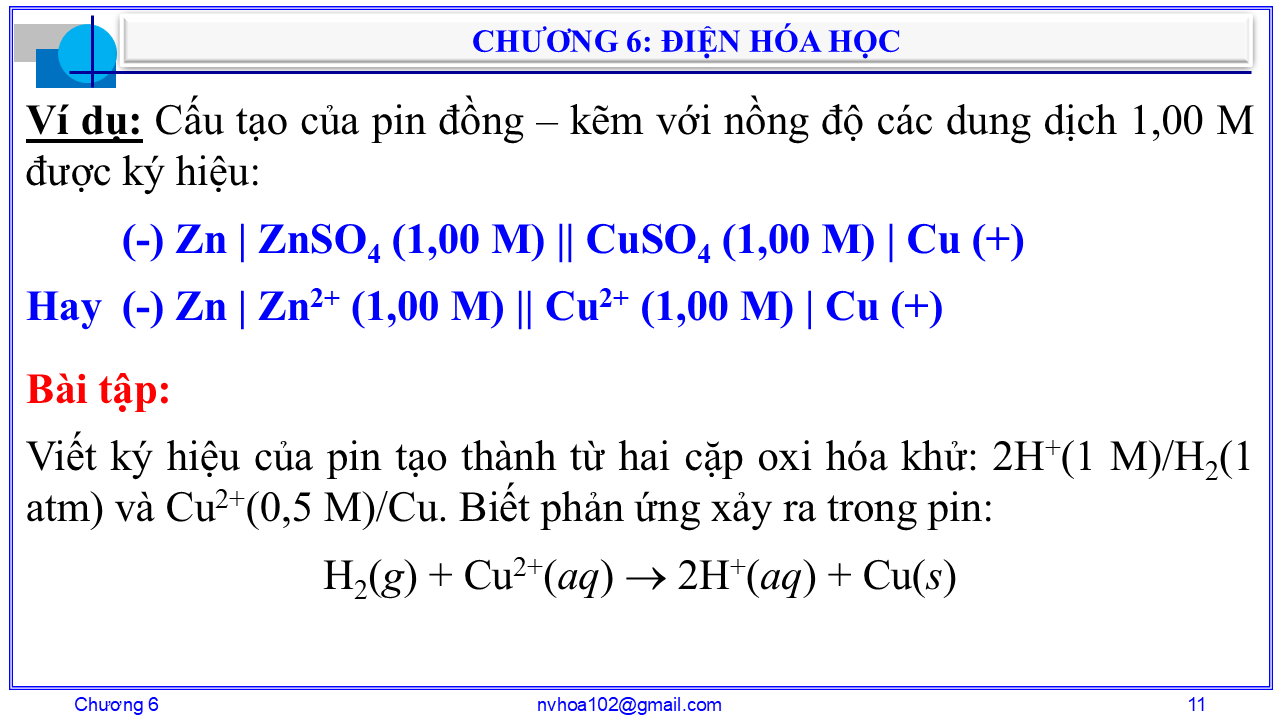 CHƯƠNG 6: ĐIỆN HÓA HỌC
Ví dụ: Cấu tạo của pin đồng – kẽm với nồng độ các dung dịch 1,00 M
được ký hiệu:
(-) Zn | ZnSO₄ (1,00 M) || CuSO₄ (1,00 M) | Cu (+)
Hay (-) Zn | Zn²⁺ (1,00 M) || Cu²⁺ (1,00 M) | Cu (+)
Bài tập:
Viết ký hiệu của pin tạo thành từ hai cặp oxi hóa khử: 2H⁺(1 M)/H₂(1
atm) và Cu²⁺(0,5 M)/Cu. Biết phản ứng xảy ra trong pin:
H₂(g) + Cu²⁺(aq) → 2H⁺(aq) + Cu(s)
Chương 6 nvhoa102@gmail.com 11